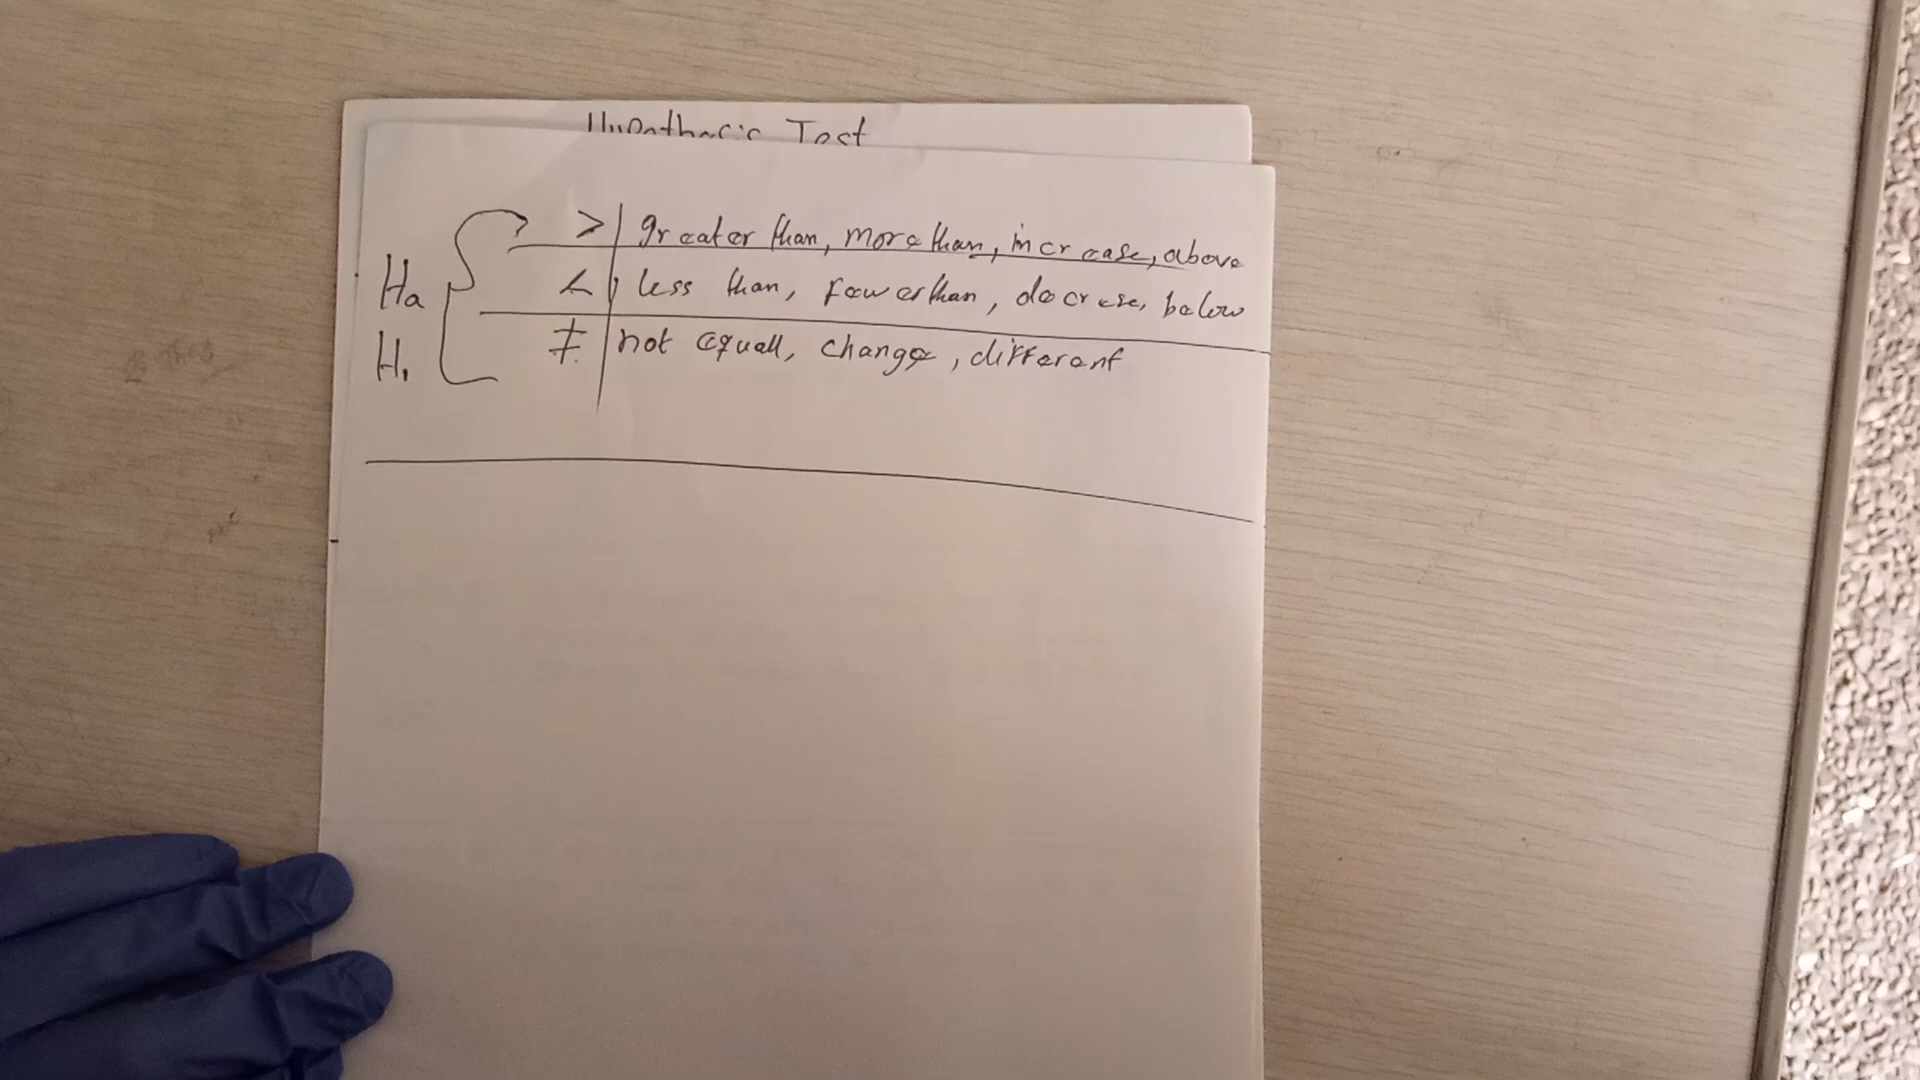 Hypothesis Test
> | greater than, more than, increase, above
Ha < | less than, fewer than, decrese, below
H₁ ≠ | not equall, change, different